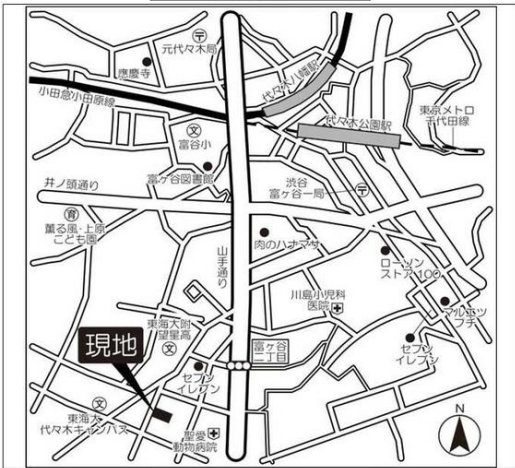 元代々木局
應慶寺
代々木八幡駅
小田急小田原線
代々木公園駅
東京メトロ
千代田線
文
富谷小
富ヶ谷図書館
渋谷
富ヶ谷一局
井ノ頭通り
育
薫る風・上原
こども園
山手通り
肉のハナマサ
ローソン
ストア100
川島小児科
医院
マルエツ
プチ
東海大附
望星高
文
富ヶ谷
二丁目
セブン
イレブン
現地
セブン
イレブン
文
東海大
代々木キャンパス
聖愛
動物病院
N